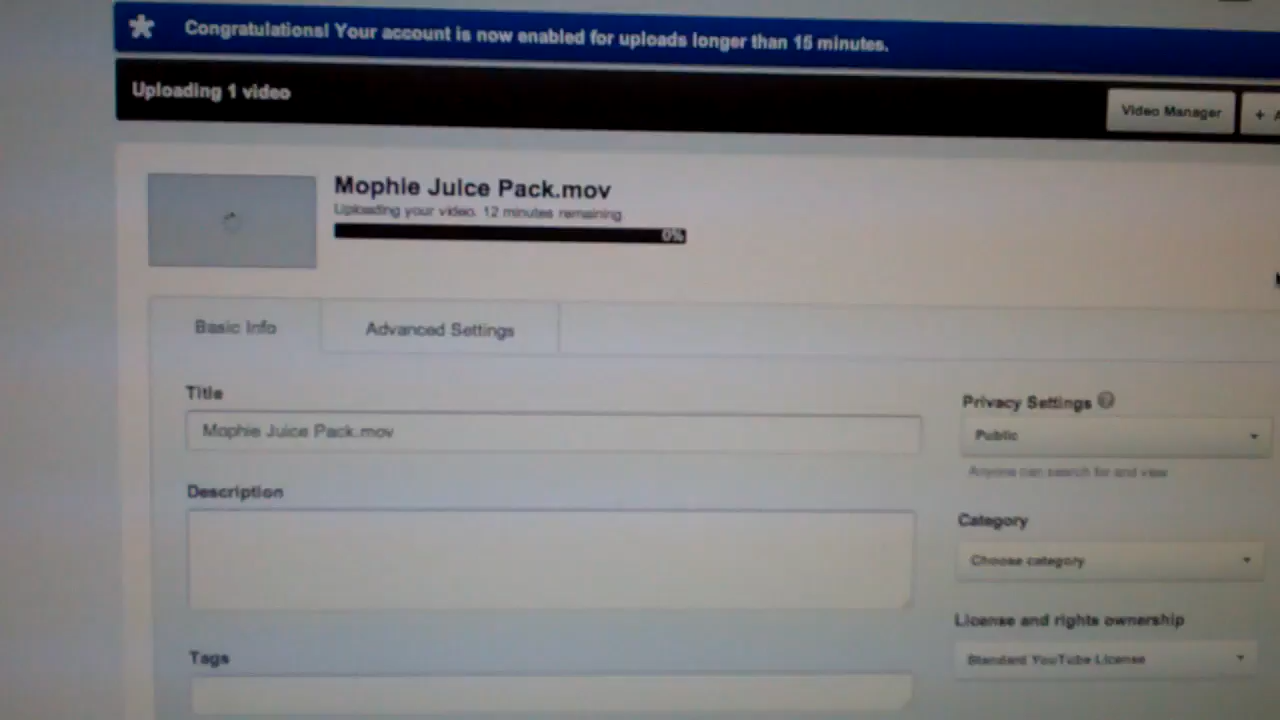 Congratulations! Your account is now enabled for uploads longer than 15 minutes.
Uploading 1 video
Video Manager
+ A
Mophie Juice Pack.mov
Uploading your video. 12 minutes remaining
0%
Basic Info
Advanced Settings
Title
Mophie Juice Pack.mov
Description
Tags
Privacy Settings
Public
Anyone can search for and view
Category
Choose category
License and rights ownership
Standard YouTube License